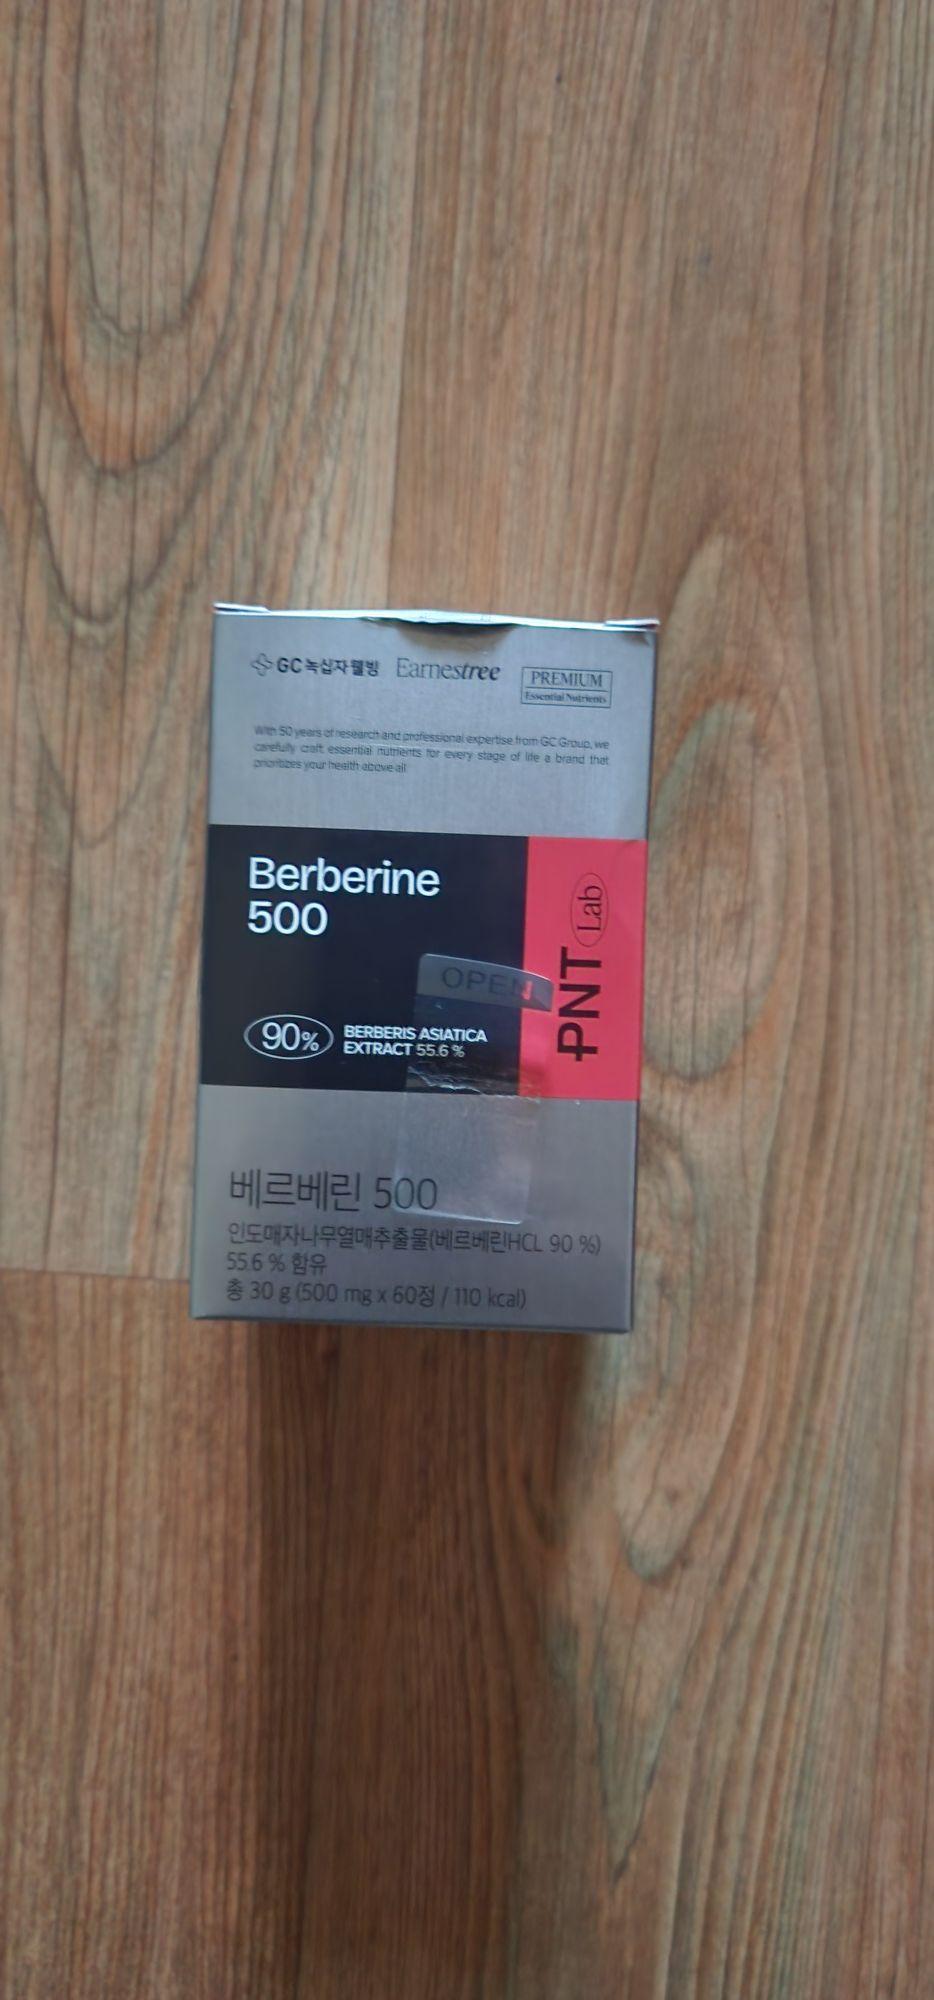 GC녹십자웰빙 Earnestree PREMIUM
Essential Nutrients
With 50 years of research and professional expertise from GC Group, we
carefully craft essential nutrients for every stage of life a brand that
prioritizes your health above all
Berberine
500
PNT Lab
OPEN
90% BERBERIS ASIATICA
EXTRACT 55.6 %
베르베린 500
인도매자나무열매추출물(베르베린HCL 90 %)
55.6 % 함유
총 30 g (500 mg x 60정 / 110 kcal)